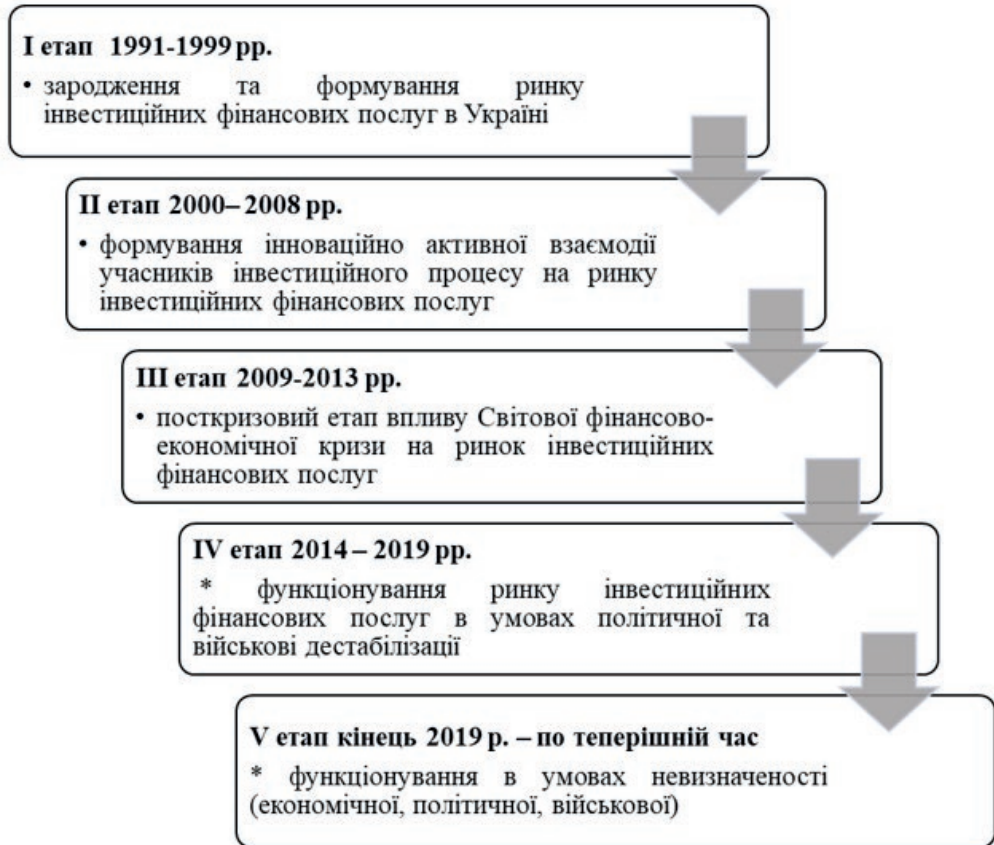 І етап 1991-1999 рр.
• зародження та формування ринку
інвестиційних фінансових послуг в Україні
ІІ етап 2000– 2008 рр.
• формування інноваційно активної взаємодії
учасників інвестиційного процесу на ринку
інвестиційних фінансових послуг
ІІІ етап 2009-2013 рр.
• посткризовий етап впливу Світової фінансово-
економічної кризи на ринок інвестиційних
фінансових послуг
IV етап 2014 – 2019 рр.
* функціонування ринку інвестиційних
фінансових послуг в умовах політичної та
військові дестабілізації
V етап кінець 2019 р. – по теперішній час
* функціонування в умовах невизначеності
(економічної, політичної, військової)